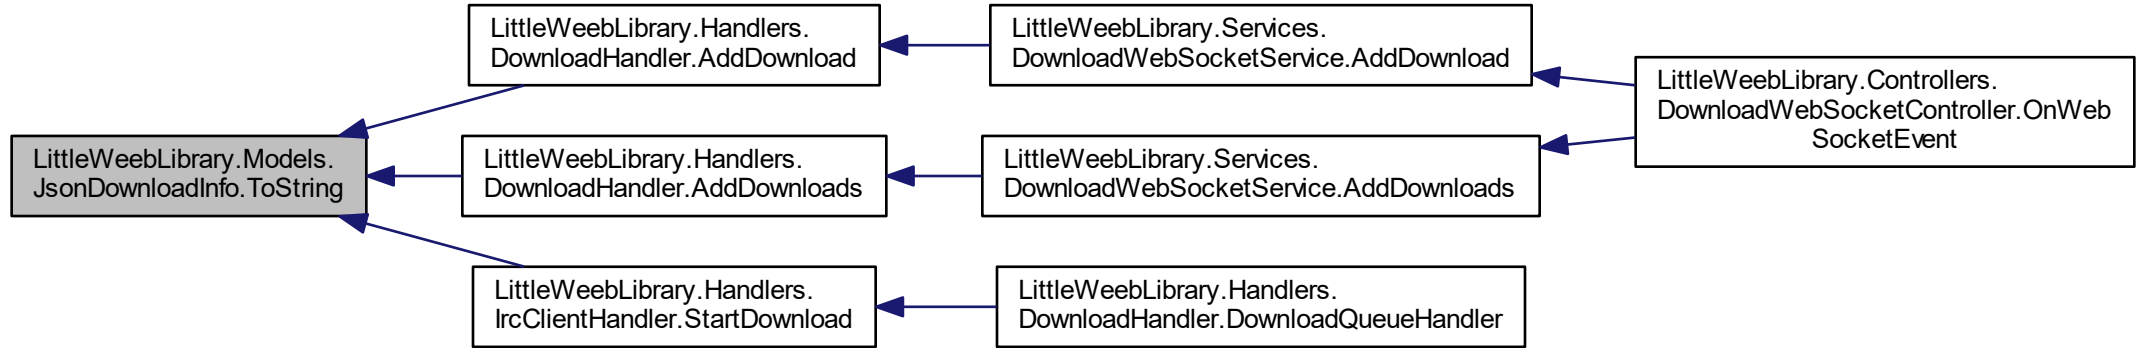 LittleWeebLibrary.Models.
JsonDownloadInfo.ToString
LittleWeebLibrary.Handlers.
DownloadHandler.AddDownload
LittleWeebLibrary.Services.
DownloadWebSocketService.AddDownload
LittleWeebLibrary.Controllers.
DownloadWebSocketController.OnWeb
SocketEvent
LittleWeebLibrary.Handlers.
DownloadHandler.AddDownloads
LittleWeebLibrary.Services.
DownloadWebSocketService.AddDownloads
LittleWeebLibrary.Handlers.
IrcClientHandler.StartDownload
LittleWeebLibrary.Handlers.
DownloadHandler.DownloadQueueHandler